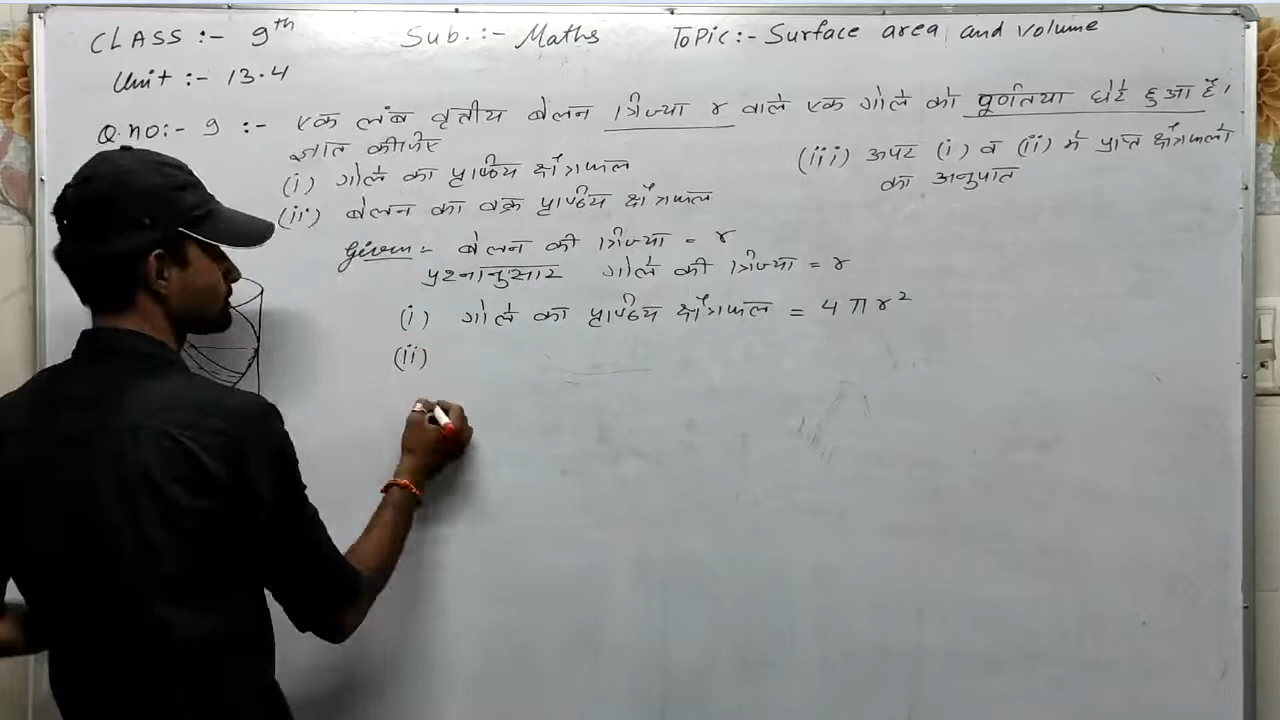 CLASS :- 9th Sub. :- Maths Topic:- Surface area and volume
Unit :- 13.4
Q.no:- 9 :- एक लंब वृत्तीय बेलन त्रिज्या r वाले एक गोले को पूर्णतया घेरे हुआ है।
ज्ञात कीजिए
(i) गोले का पृष्ठीय क्षेत्रफल
(ii) बेलन का वक्र पृष्ठीय क्षेत्रफल
(iii) ऊपर (i) व (ii) में प्राप्त क्षेत्रफलों
का अनुपात
Given :- बेलन की त्रिज्या = r
प्रश्नानुसार गोले की त्रिज्या = r
(i) गोले का पृष्ठीय क्षेत्रफल = 4πr²
(ii)